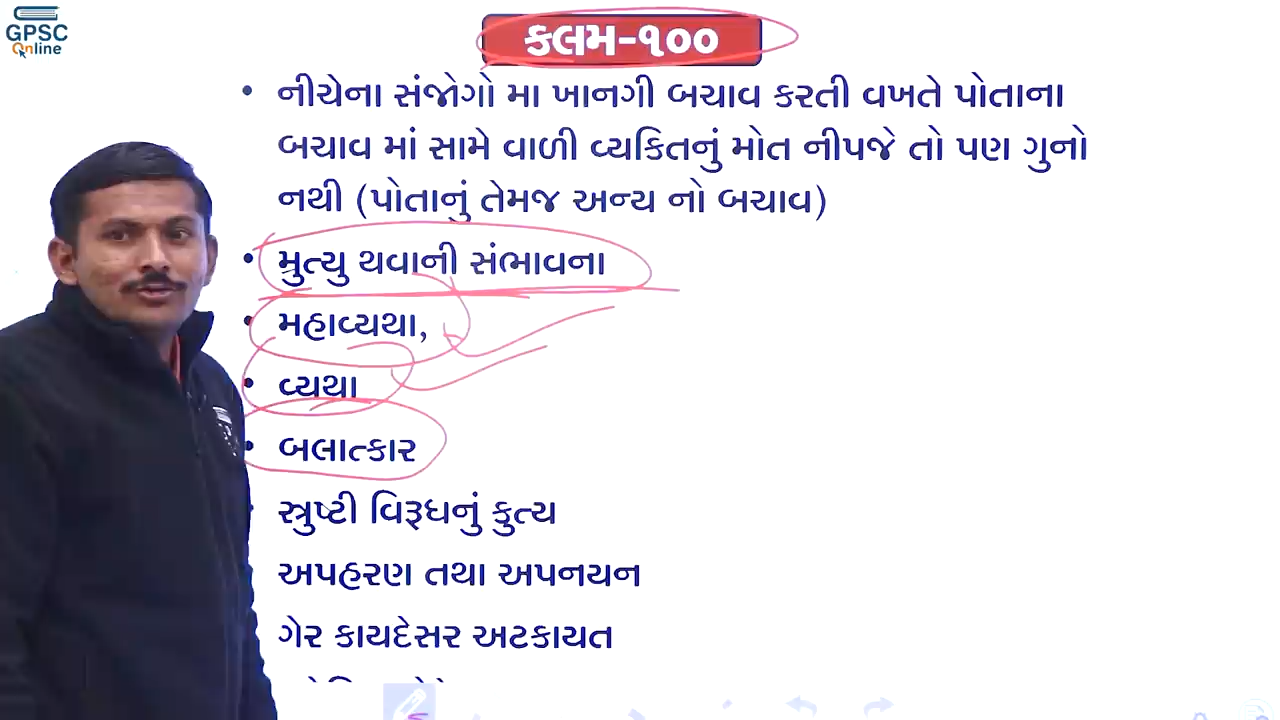 GPSC
Online
કલમ-૧૦૦
• નીચેના સંજોગો મા ખાનગી બચાવ કરતી વખતે પોતાના
બચાવ માં સામે વાળી વ્યકિતનું મોત નીપજે તો પણ ગુનો
નથી (પોતાનું તેમજ અન્ય નો બચાવ)
• મુત્યુ થવાની સંભાવના
• મહાવ્યથા,
• વ્યથા
• બલાત્કાર
સ્ત્રુષ્ટી વિરૂધનું કુત્ય
અપહરણ તથા અપનયન
ગેર કાયદેસર અટકાયત